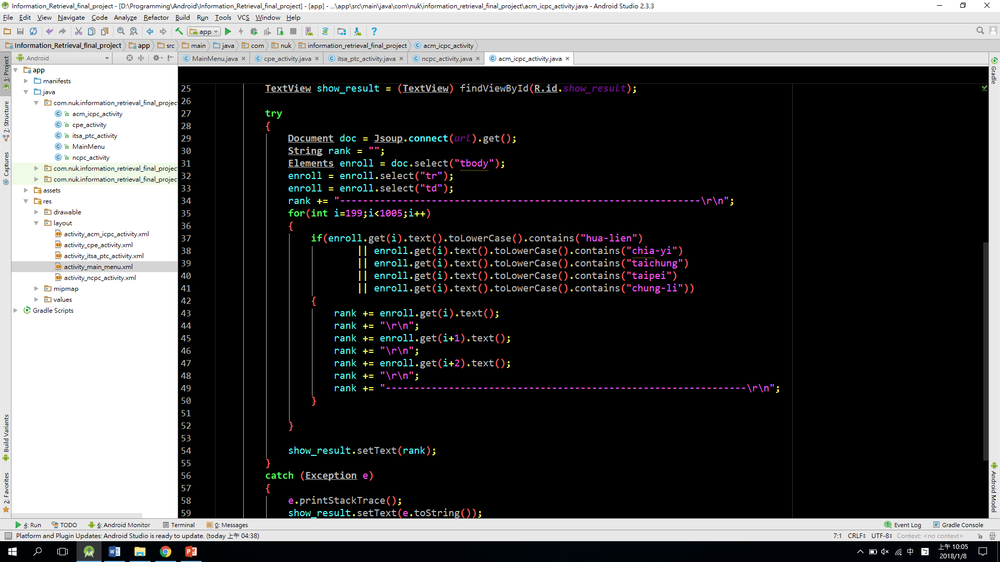 Information_Retrieval_final_project - [D:\Programming\Android\Information_Retrieval_final_project] - [app] - ...\app\src\main\java\com\nuk\information_retrieval_final_project\acm_icpc_activity.java - Android Studio 2.3.3
File Edit View Navigate Code Analyze Refactor Build Run Tools VCS Window Help
app
Information_Retrieval_final_project app src main java com nuk information_retrieval_final_project acm_icpc_activity
Android
MainMenu.java cpe_activity.java itsa_ptc_activity.java ncpc_activity.java acm_icpc_activity.java
1: Project
7: Structure
Captures
Build Variants
2: Favorites
app
manifests
java
com.nuk.information_retrieval_final_projec
acm_icpc_activity
cpe_activity
itsa_ptc_activity
MainMenu
ncpc_activity
com.nuk.information_retrieval_final_projec
com.nuk.information_retrieval_final_projec
assets
res
drawable
layout
activity_acm_icpc_activity.xml
activity_cpe_activity.xml
activity_itsa_ptc_activity.xml
activity_main_menu.xml
activity_ncpc_activity.xml
mipmap
values
Gradle Scripts
25 TextView show_result = (TextView) findViewById(R.id.show_result);
26
27 try
28 {
29 Document doc = Jsoup.connect(url).get();
30 String rank = "";
31 Elements enroll = doc.select("tbody");
32 enroll = enroll.select("tr");
33 enroll = enroll.select("td");
34 rank += "---------------------------------------------------------------\r\n";
35 for(int i=199;i<1005;i++)
36 {
37 if(enroll.get(i).text().toLowerCase().contains("hua-lien")
38 || enroll.get(i).text().toLowerCase().contains("chia-yi")
39 || enroll.get(i).text().toLowerCase().contains("taichung")
40 || enroll.get(i).text().toLowerCase().contains("taipei")
41 || enroll.get(i).text().toLowerCase().contains("chung-li"))
42 {
43 rank += enroll.get(i).text();
44 rank += "\r\n";
45 rank += enroll.get(i+1).text();
46 rank += "\r\n";
47 rank += enroll.get(i+2).text();
48 rank += "\r\n";
49 rank += "---------------------------------------------------------------\r\n";
50 }
51
52 }
53
54 show_result.setText(rank);
55 }
56 catch (Exception e)
57 {
58 e.printStackTrace();
59 show_result.setText(e.toString());
Gradle
Android Model
4: Run TODO 6: Android Monitor Terminal 0: Messages 1 Event Log Gradle Console
Platform and Plugin Updates: Android Studio is ready to update. (today 上午 04:38) 7:1 CRLF UTF-8 Context: <no context>
中 上午 10:05
2018/1/8